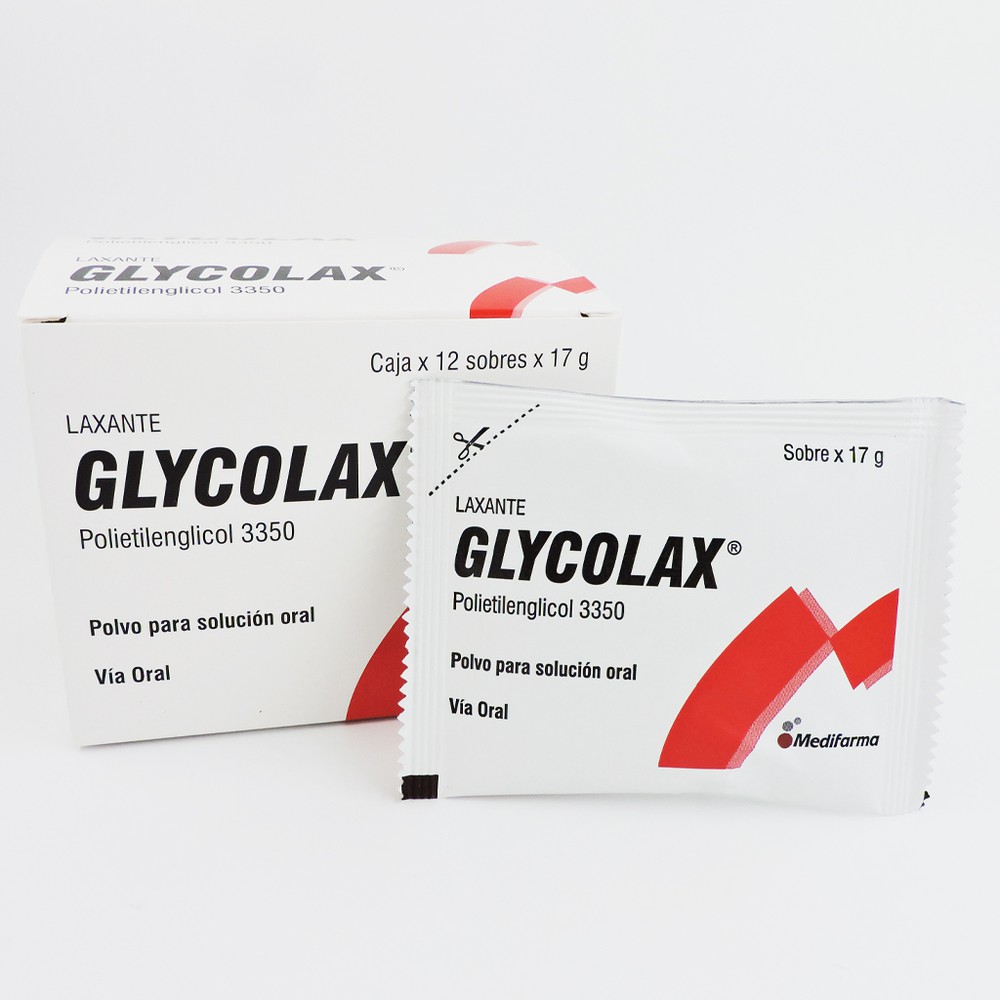 LAXANTE
GLYCOLAX®
Polietilenglicol 3350
Caja x 12 sobres x 17 g
LAXANTE
GLYCOLAX
Polietilenglicol 3350
Polvo para solución oral
Vía Oral
Sobre x 17 g
LAXANTE
GLYCOLAX®
Polietilenglicol 3350
Polvo para solución oral
Vía Oral
Medifarma